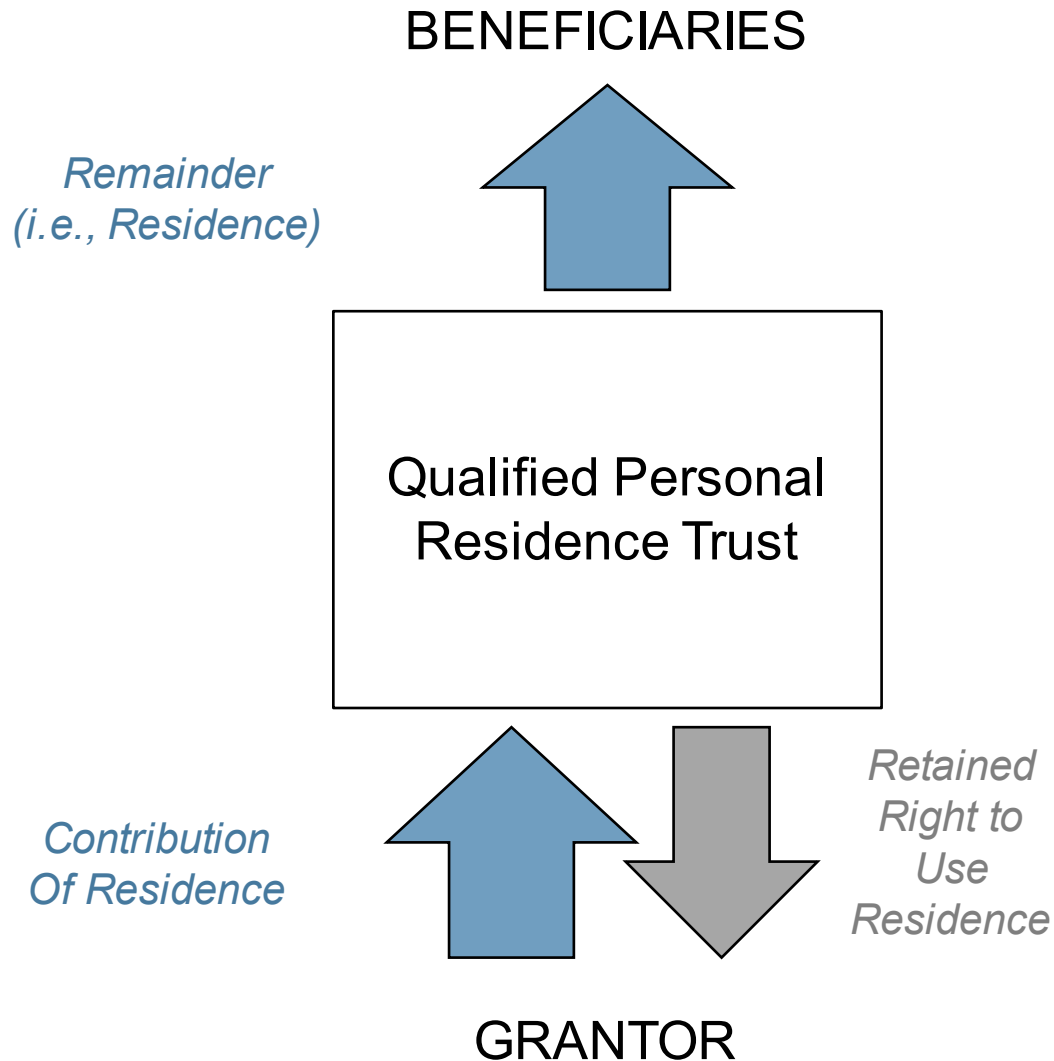 BENEFICIARIES
Remainder
(i.e., Residence)
Qualified Personal
Residence Trust
Contribution
Of Residence
Retained
Right to
Use
Residence
GRANTOR